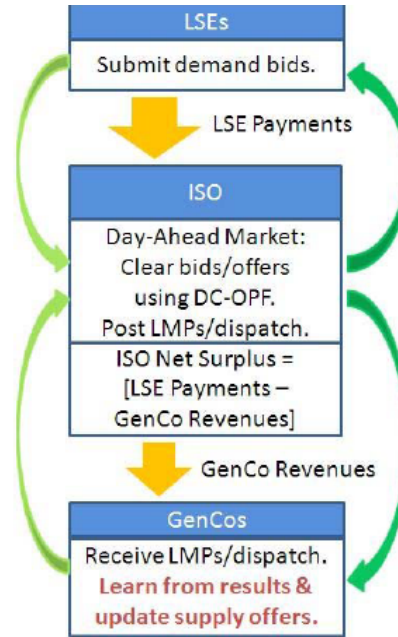 LSEs
Submit demand bids.
LSE Payments
ISO
Day-Ahead Market:
Clear bids/offers
using DC-OPF.
Post LMPs/dispatch.
ISO Net Surplus =
[LSE Payments –
GenCo Revenues]
GenCo Revenues
GenCos
Receive LMPs/dispatch.
Learn from results &
update supply offers.